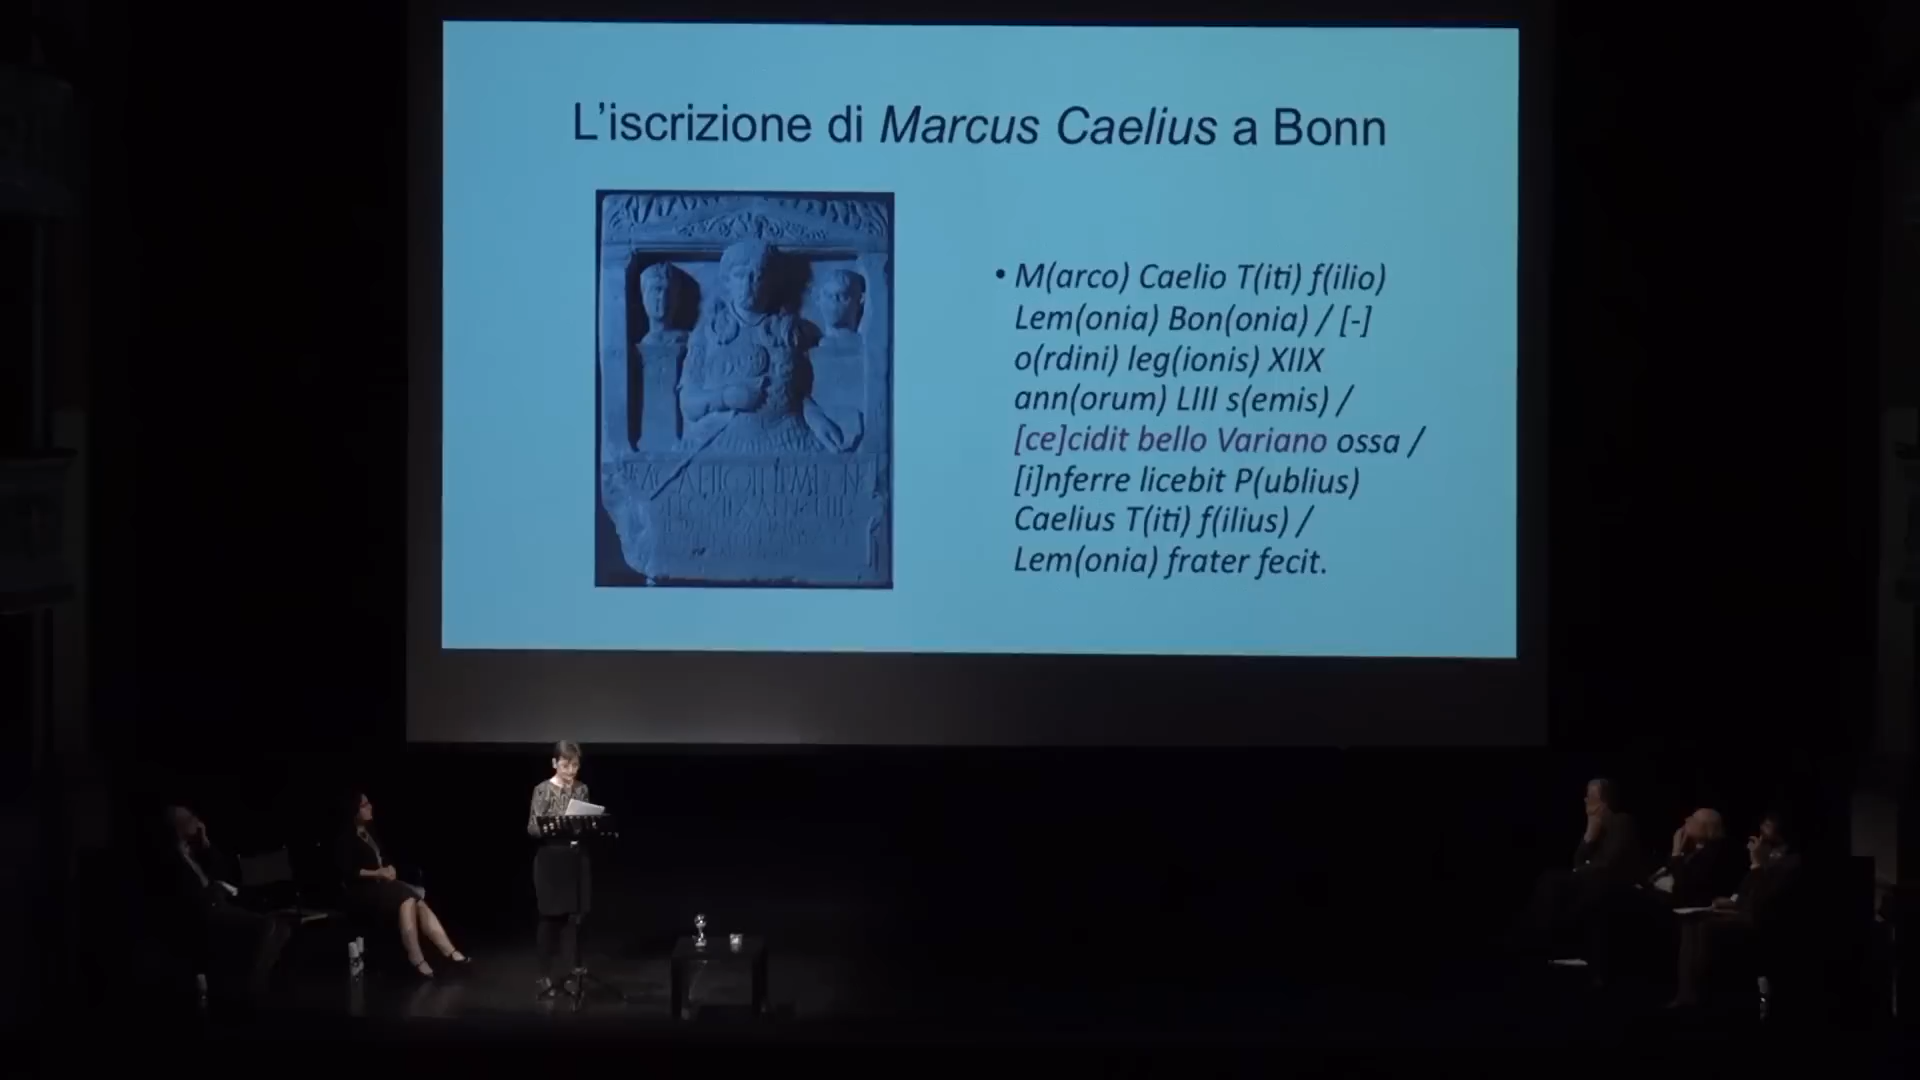 L'iscrizione di Marcus Caelius a Bonn
• M(arco) Caelio T(iti) f(ilio)
Lem(onia) Bon(onia) / [-]
o(rdini) leg(ionis) XIIX
ann(orum) LIII s(emis) /
[ce]cidit bello Variano ossa /
[i]nferre licebit P(ublius)
Caelius T(iti) f(ilius) /
Lem(onia) frater fecit.